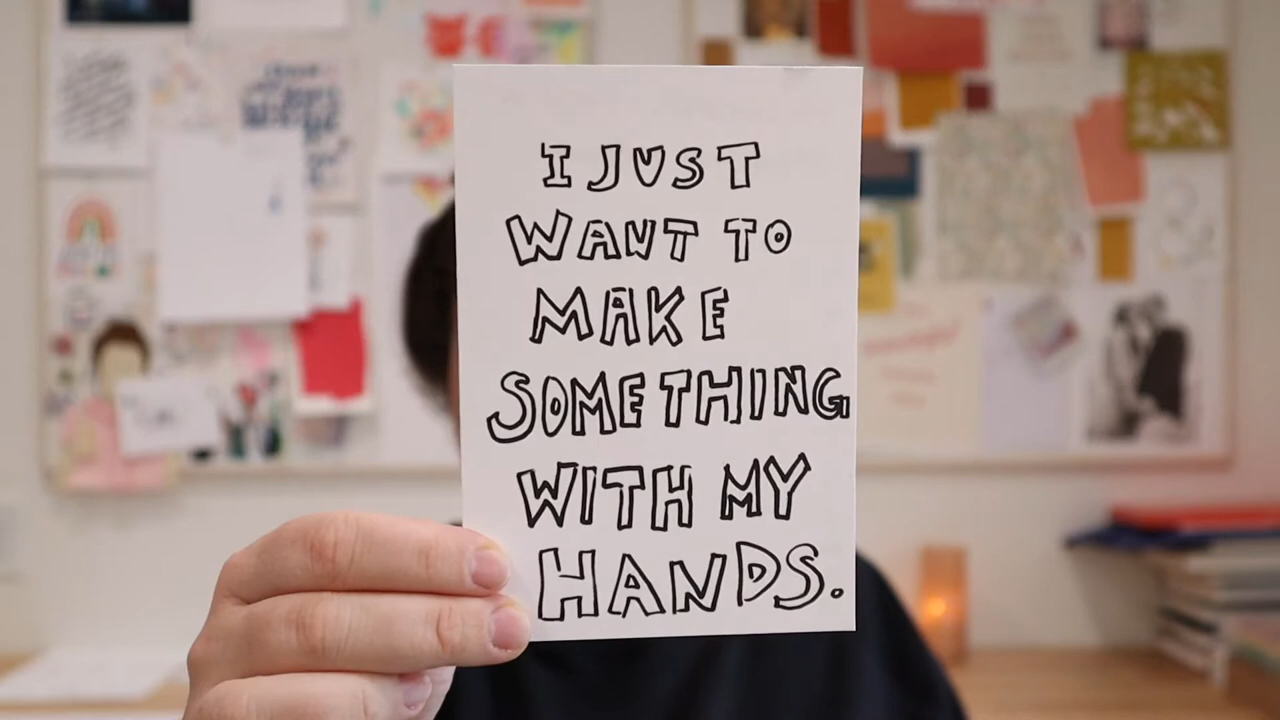 I JUST
WANT TO
MAKE
SOMETHING
WITH MY
HANDS.